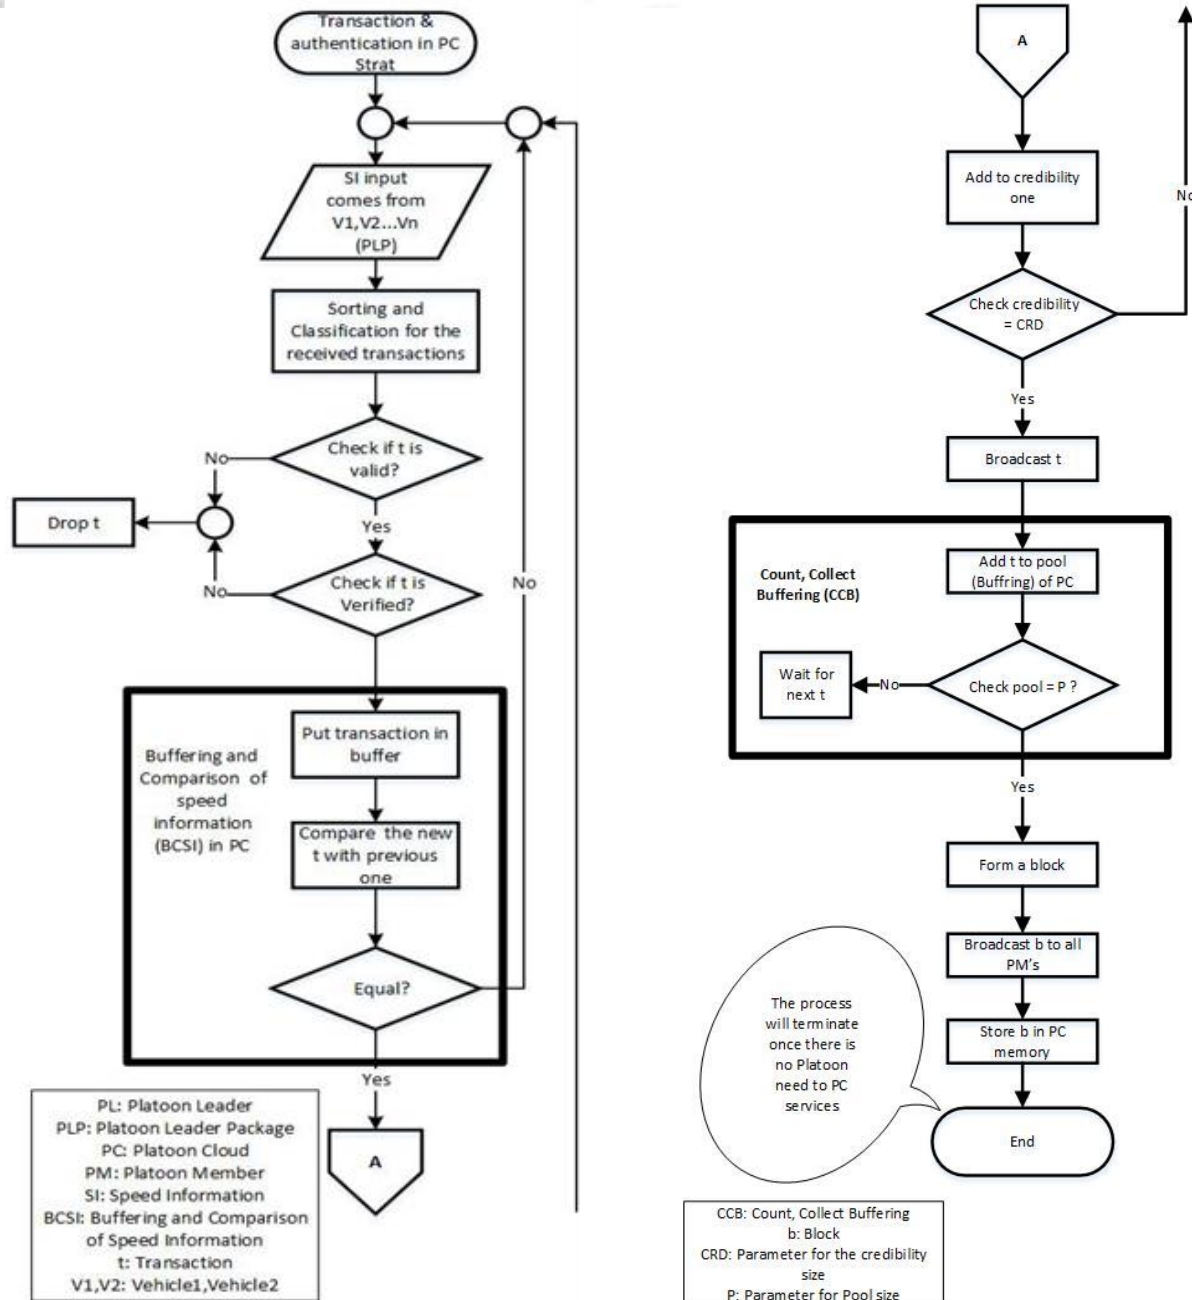 Transaction &
authentication in PC
Strat
SI input
comes from
V1,V2...Vn
(PLP)
Sorting and
Classification for the
received transactions
Check if t is
valid?
No
Drop t
Yes
Check if t is
Verified?
No
No
Buffering and
Comparison of
speed
information
(BCSI) in PC
Put transaction in
buffer
Compare the new
t with previous
one
Equal?
Yes
A
PL: Platoon Leader
PLP: Platoon Leader Package
PC: Platoon Cloud
PM: Platoon Member
SI: Speed Information
BCSI: Buffering and Comparison
of Speed Information
t: Transaction
V1,V2: Vehicle1,Vehicle2
A
Add to credibility
one
No
Check credibility
= CRD
Yes
Broadcast t
Count, Collect
Buffering (CCB)
Add t to pool
(Buffring) of PC
Wait for
next t
No
Check pool = P ?
Yes
Form a block
Broadcast b to all
PM's
Store b in PC
memory
The process
will terminate
once there is
no Platoon
need to PC
services
End
CCB: Count, Collect Buffering
b: Block
CRD: Parameter for the credibility
size
P: Parameter for Pool size